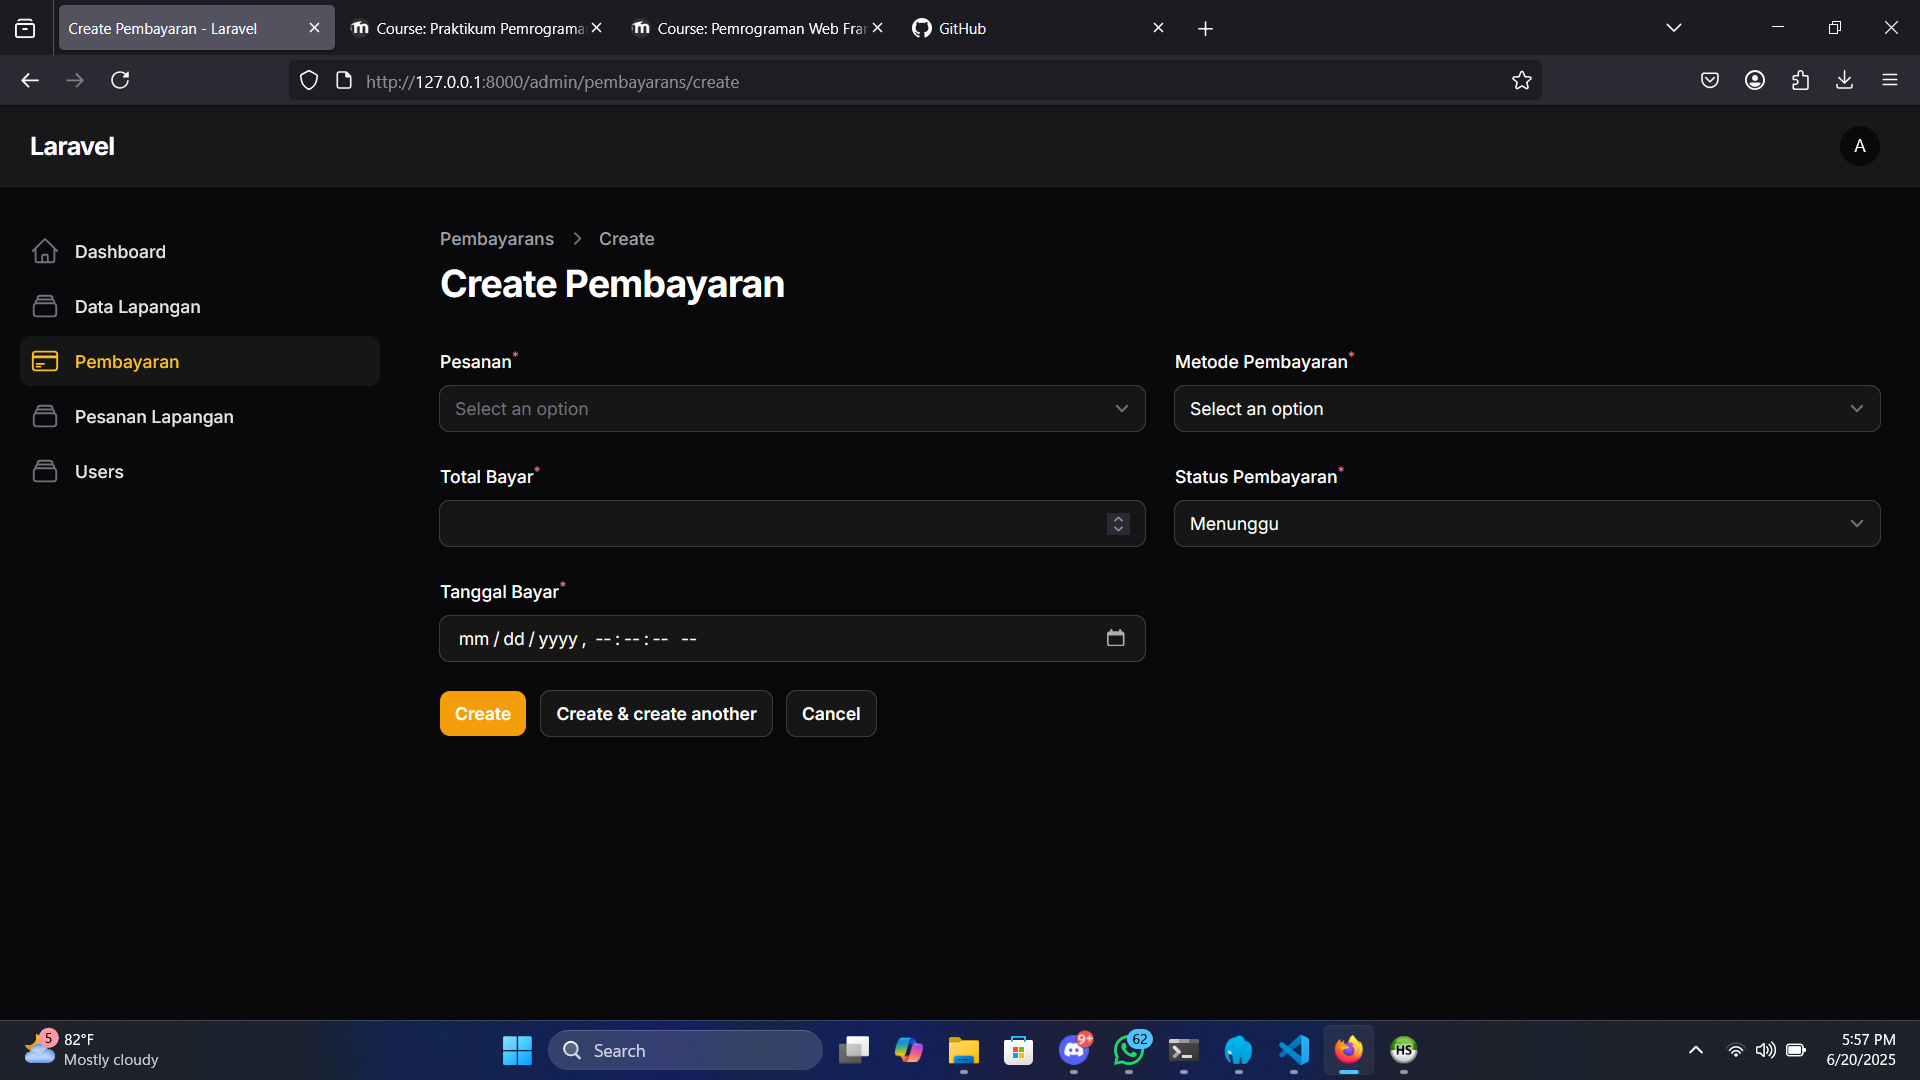 Create Pembayaran - Laravel
Course: Praktikum Pemrograma
Course: Pemrograman Web Fra
GitHub
http://127.0.0.1:8000/admin/pembayarans/create
Laravel
A
Dashboard
Data Lapangan
Pembayaran
Pesanan Lapangan
Users
Pembayarans > Create
Create Pembayaran
Pesanan*
Select an option
Metode Pembayaran*
Select an option
Total Bayar*
Status Pembayaran*
Menunggu
Tanggal Bayar*
mm / dd / yyyy , -- : -- : -- --
Create
Create & create another
Cancel
5
82°F
Mostly cloudy
Search
9+
62
HS
5:57 PM
6/20/2025